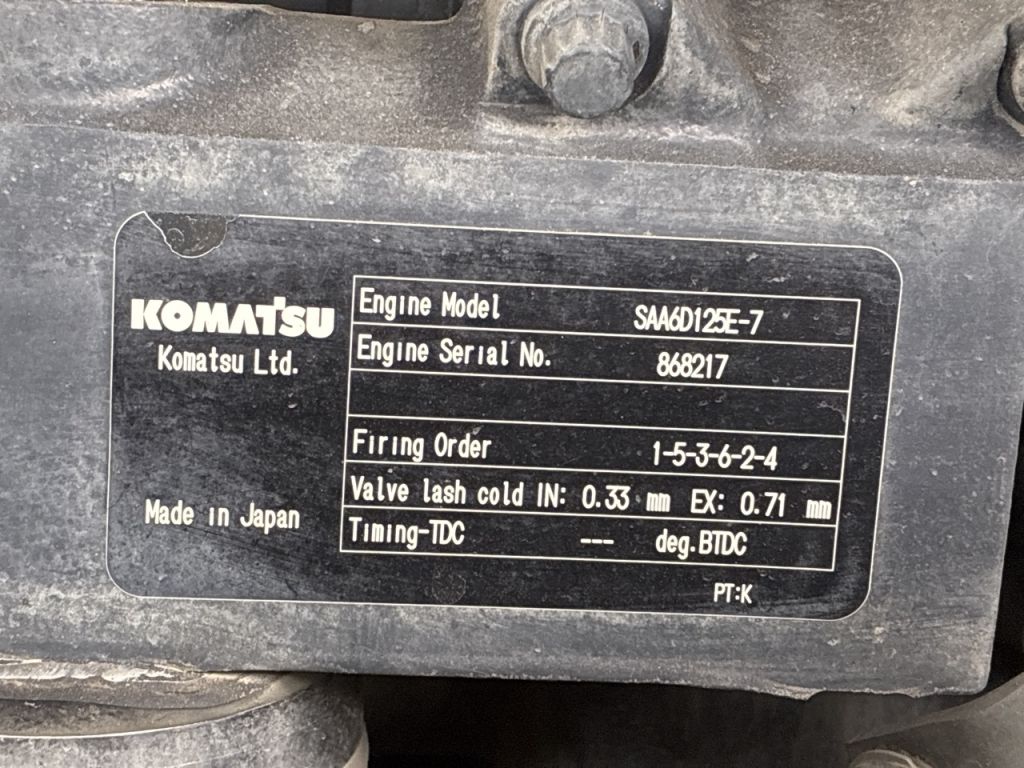 KOMATSU
Komatsu Ltd.
Made in Japan
Engine Model SAA6D125E-7
Engine Serial No. 868217
Firing Order 1-5-3-6-2-4
Valve lash cold IN: 0.33 mm EX: 0.71 mm
Timing-TDC --- deg.BTDC
PT:K